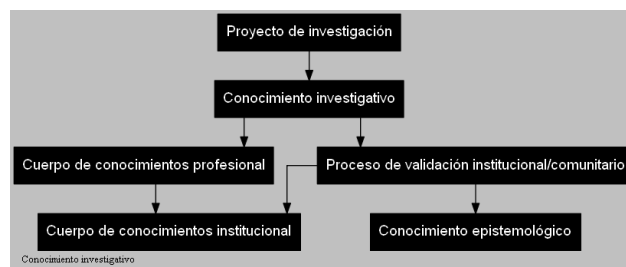 Proyecto de investigación
Conocimiento investigativo
Cuerpo de conocimientos profesional
Proceso de validación institucional/comunitario
Cuerpo de conocimientos institucional
Conocimiento epistemológico
Conocimiento investigativo